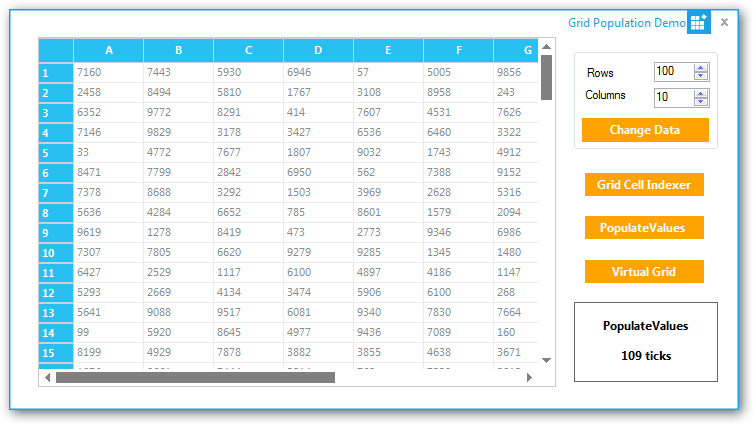 Grid Population Demo
A B C D E F G
1 7160 7443 5930 6946 57 5005 9856
2 2458 8494 5810 1767 3108 8958 243
3 6352 9772 8291 414 7607 4531 7626
4 7146 9829 3178 3427 6536 6460 3322
5 33 4772 7677 1807 9032 1743 4912
6 8471 7799 2842 6950 562 7388 9152
7 7378 8688 3292 1503 3969 2628 5316
8 5636 4284 6652 785 8601 1579 2094
9 9619 1278 8419 473 2773 9346 6986
10 7307 7805 6620 9279 9285 1345 1480
11 6427 2529 1117 6100 4897 4186 1147
12 5293 2669 4134 3474 5906 6100 268
13 5641 9088 9517 6081 9340 7830 7664
14 99 5920 8645 4977 9436 7089 160
15 8199 4929 7878 3882 3855 4638 3671
Rows 100
Columns 10
Change Data
Grid Cell Indexer
PopulateValues
Virtual Grid
PopulateValues
109 ticks